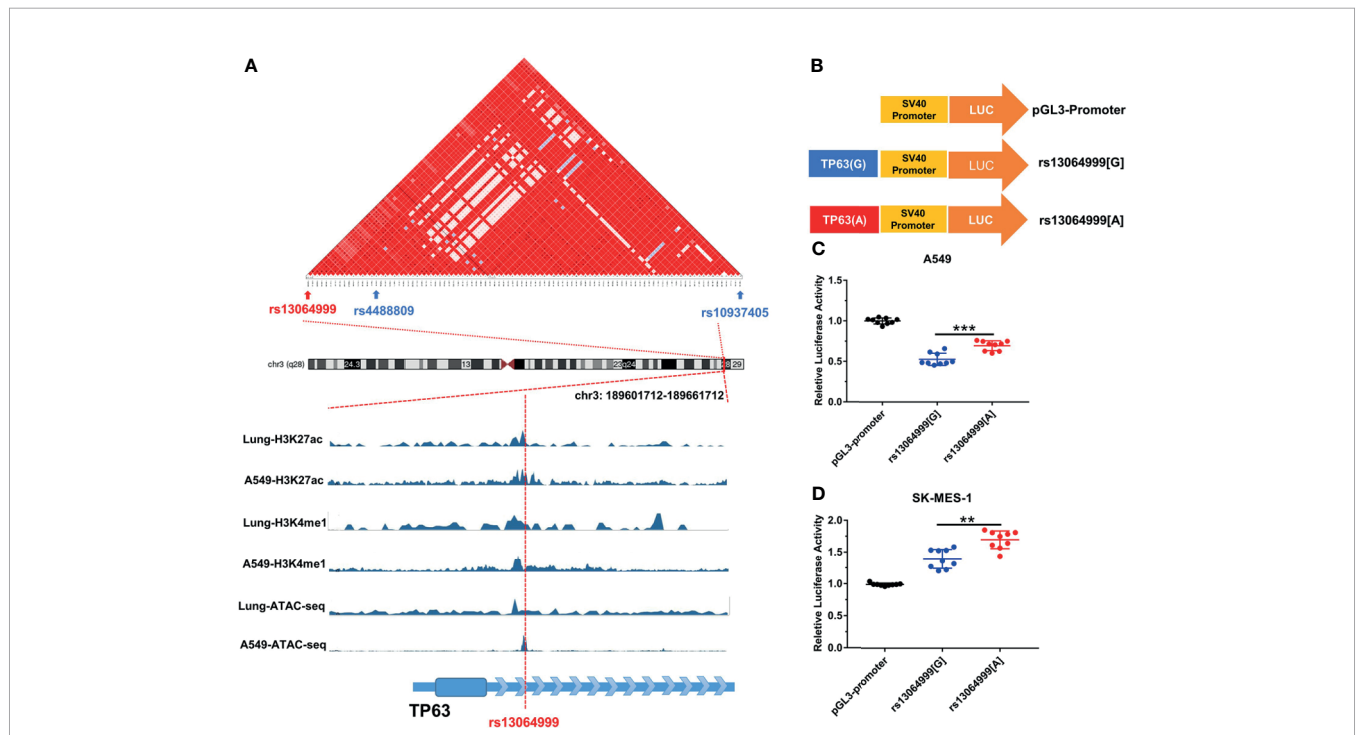 A
rs13064999
rs4488809
rs10937405
chr3 (q28)
24.3
13
23
q24
29
chr3: 189601712-189661712
Lung-H3K27ac
A549-H3K27ac
Lung-H3K4me1
A549-H3K4me1
Lung-ATAC-seq
A549-ATAC-seq
TP63
rs13064999
B
SV40
Promoter
LUC
pGL3-Promoter
TP63(G)
SV40
Promoter
LUC
rs13064999[G]
TP63(A)
SV40
Promoter
LUC
rs13064999[A]
C
A549
Reletive Luciferase Activity
1.5
1.0
0.5
0.0
***
pGL3-promoter
rs13064999[G]
rs13064999[A]
D
SK-MES-1
Reletive Luciferase Activity
2.0
1.5
1.0
0.5
0.0
**
pGL3-promoter
rs13064999[G]
rs13064999[A]